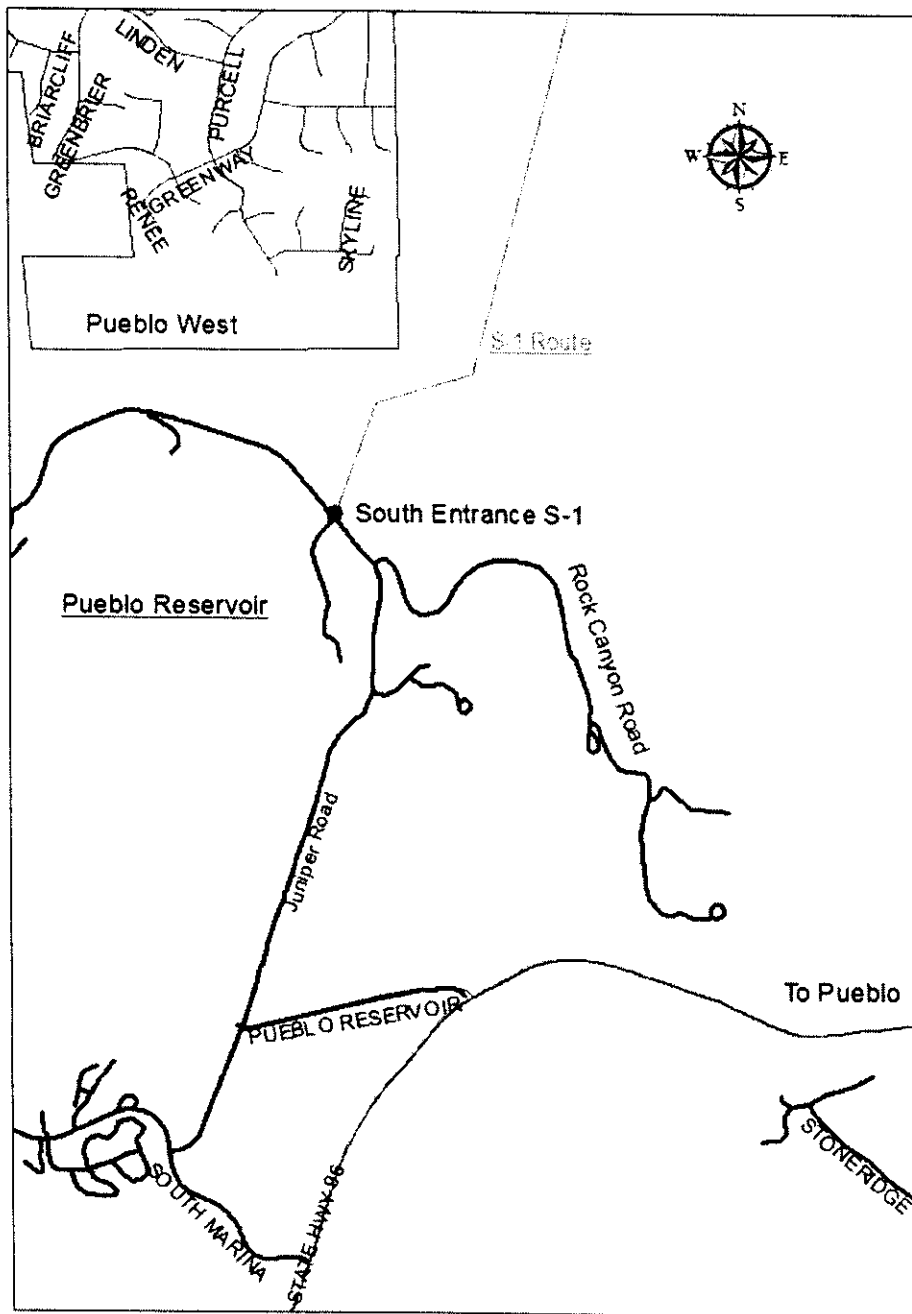 LINDEN
BRIARCLIFF
GREENBRIER
PURCELL
GREENWAY
RENEE
SKYLINE
Pueblo West
N
W E
S
S-1 Route
South Entrance S-1
Pueblo Reservoir
Rock Canyon Road
Juniper Road
To Pueblo
PUEBLO RESERVOIR
STONERIDGE
SOUTH MARINA
STATE HWY 96